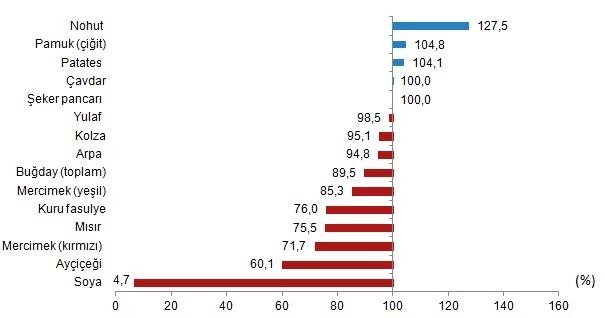 Nohut 127,5
Pamuk (çiğit) 104,8
Patates 104,1
Çavdar 100,0
Şeker pancarı 100,0
Yulaf 98,5
Kolza 95,1
Arpa 94,8
Buğday (toplam) 89,5
Mercimek (yeşil) 85,3
Kuru fasulye 76,0
Mısır 75,5
Mercimek (kırmızı) 71,7
Ayçiçeği 60,1
Soya 4,7 (%)
0 20 40 60 80 100 120 140 160